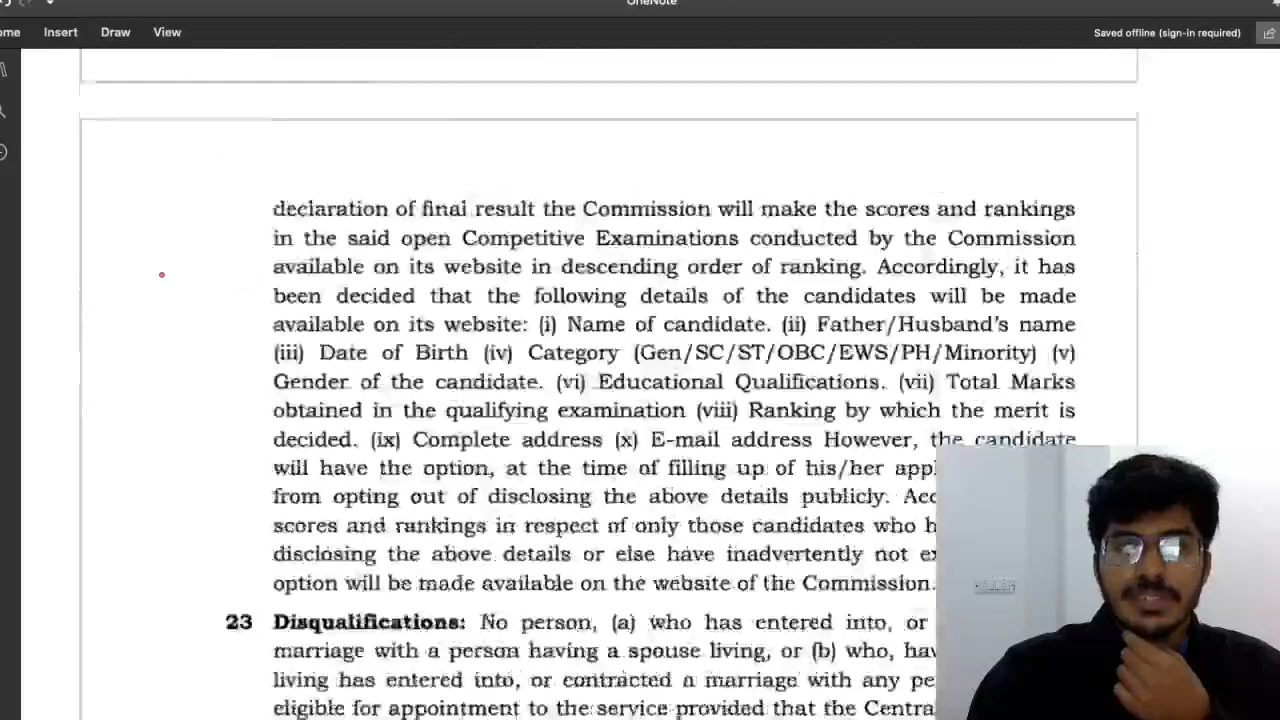 OneNote
ome Insert Draw View Saved offline (sign-in required)
declaration of final result the Commission will make the scores and rankings
in the said open Competitive Examinations conducted by the Commission
available on its website in descending order of ranking. Accordingly, it has
been decided that the following details of the candidates will be made
available on its website: (i) Name of candidate. (ii) Father/Husband's name
(iii) Date of Birth (iv) Category (Gen/SC/ST/OBC/EWS/PH/Minority) (v)
Gender of the candidate. (vi) Educational Qualifications. (vii) Total Marks
obtained in the qualifying examination (viii) Ranking by which the merit is
decided. (ix) Complete address (x) E-mail address However, the candidate
will have the option, at the time of filling up of his/her appl
from opting out of disclosing the above details publicly. Acc
scores and rankings in respect of only those candidates who h
disclosing the above details or else have inadvertently not ex
option will be made available on the website of the Commission.
23 Disqualifications: No person, (a) who has entered into, or
marriage with a person having a spouse living, or (b) who, hav
living has entered into, or contracted a marriage with any pe
eligible for appointment to the service provided that the Centra